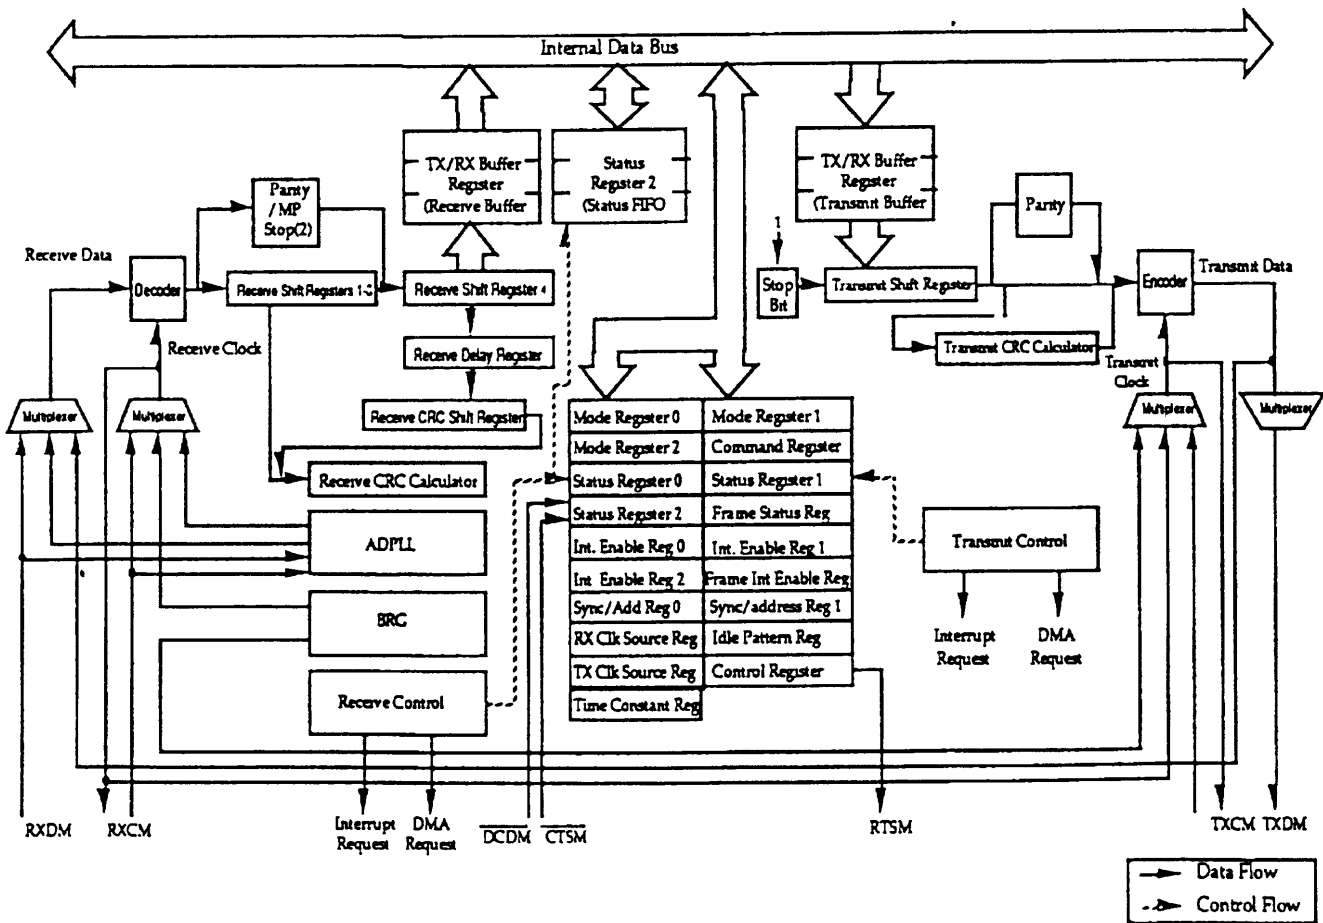 Internal Data Bus
TX/RX Buffer
Register
(Receive Buffer
Status
Register 2
(Status FIFO
TX/RX Buffer
Register
(Transmit Buffer
Parity
/ MP
Stop(2)
Parity
1
Receive Data
Decoder
Receive Shift Registers 1-3
Receive Shift Register 4
Stop
Bit
Transmit Shift Register
Encoder
Transmit Data
Receive Clock
Receive Delay Register
Transmit CRC Calculator
Transmit
Clock
Multiplexer
Multiplexer
Receive CRC Shift Register
Multiplexer
Multiplexer
Mode Register 0
Mode Register 1
Mode Register 2
Command Register
Receive CRC Calculator
Status Register 0
Status Register 1
Status Register 2
Frame Status Reg
ADPLL
Int. Enable Reg 0
Int. Enable Reg 1
Transmit Control
Int Enable Reg 2
Frame Int Enable Reg
BRG
Sync/Add Reg 0
Sync/address Reg 1
RX Clk Source Reg
Idle Pattern Reg
Interrupt
Request
DMA
Request
TX Clk Source Reg
Control Register
Receive Control
Time Constant Reg
RXDM
RXCM
Interrupt
Request
DMA
Request
DCDM
CTSM
RTSM
TXCM
TXDM
Data Flow
Control Flow